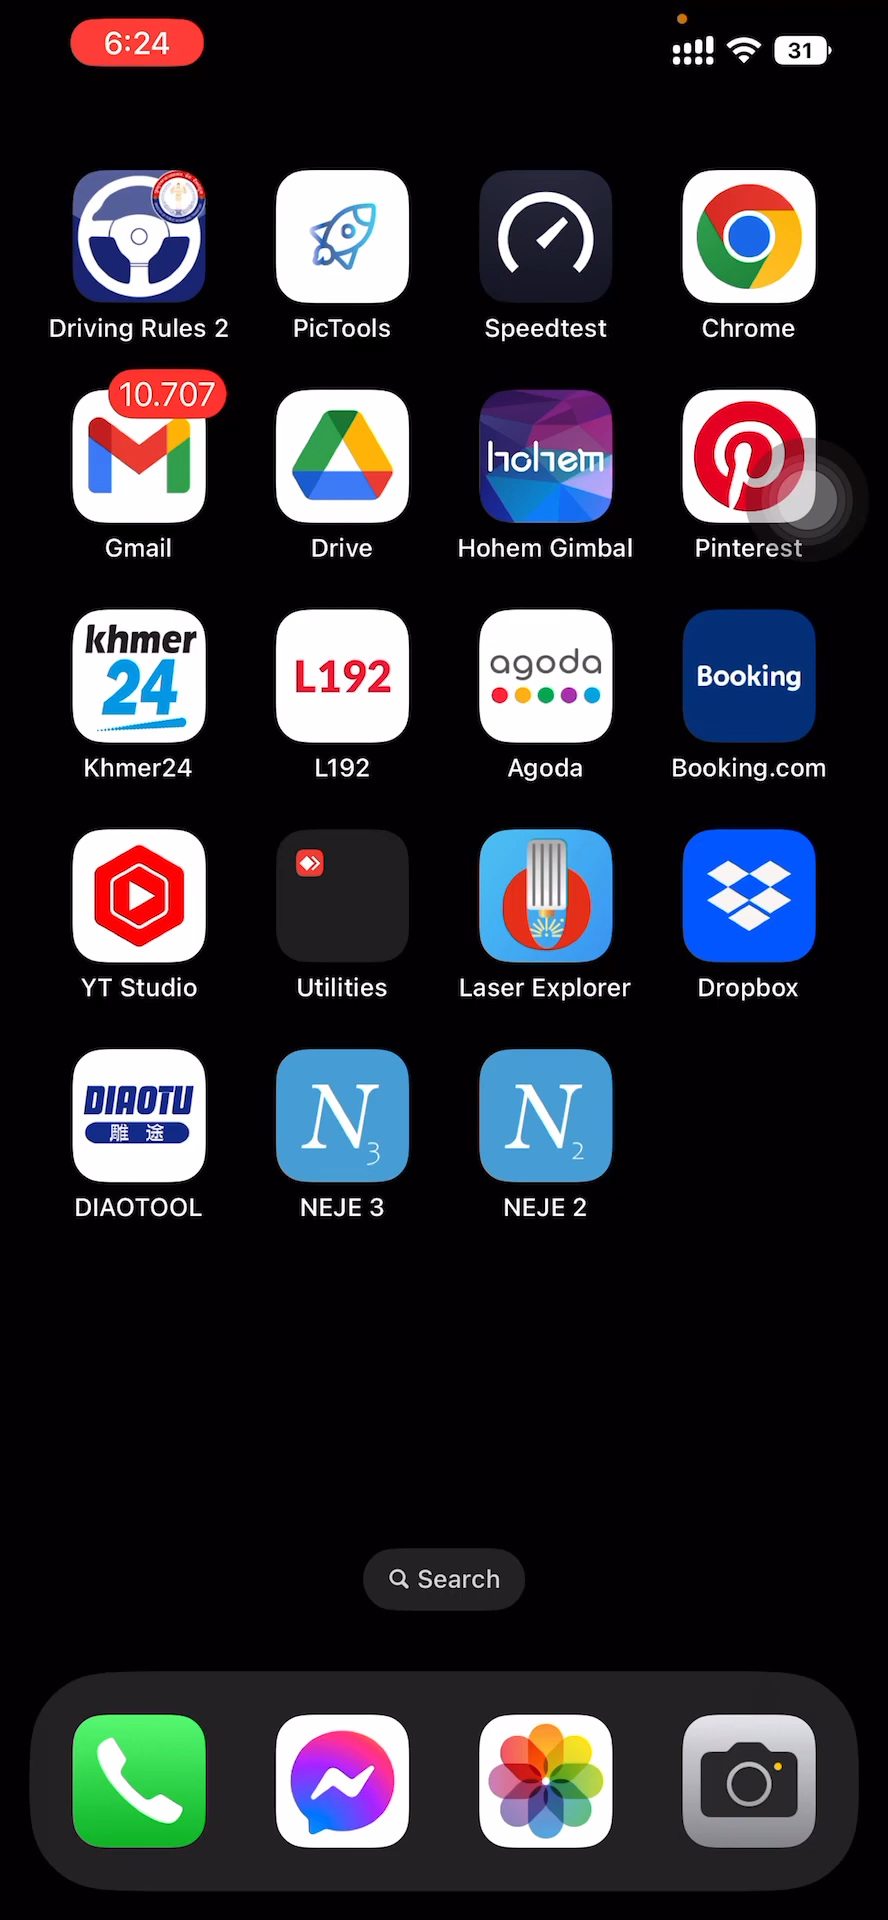 6:24
31
Driving Rules 2
PicTools
Speedtest
Chrome
10.707
Gmail
Drive
hohem
Hohem Gimbal
Pinterest
khmer
24
Khmer24
L192
L192
agoda
Agoda
Booking
Booking.com
YT Studio
Utilities
Laser Explorer
Dropbox
DIAOTU
雕 途
DIAOTOOL
N3
NEJE 3
N2
NEJE 2
Search